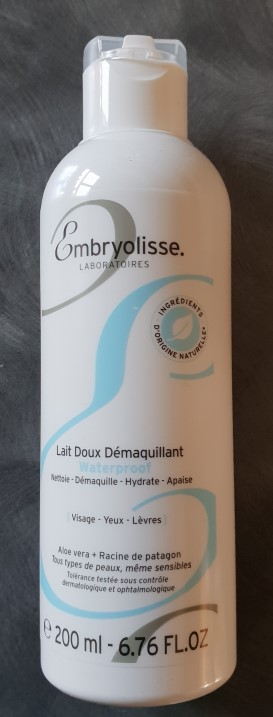 Embryolisse.
LABORATOIRES
INGRÉDIENTS
D'ORIGINE NATURELLE•
Lait Doux Démaquillant
Waterproof
Nettoie - Démaquille - Hydrate - Apaise
Visage - Yeux - Lèvres
Aloe vera + Racine de patagon
Tous types de peaux, même sensibles
Tolérance testée sous contrôle
dermatologique et ophtalmologique
℮ 200 ml - 6.76 FL.OZ